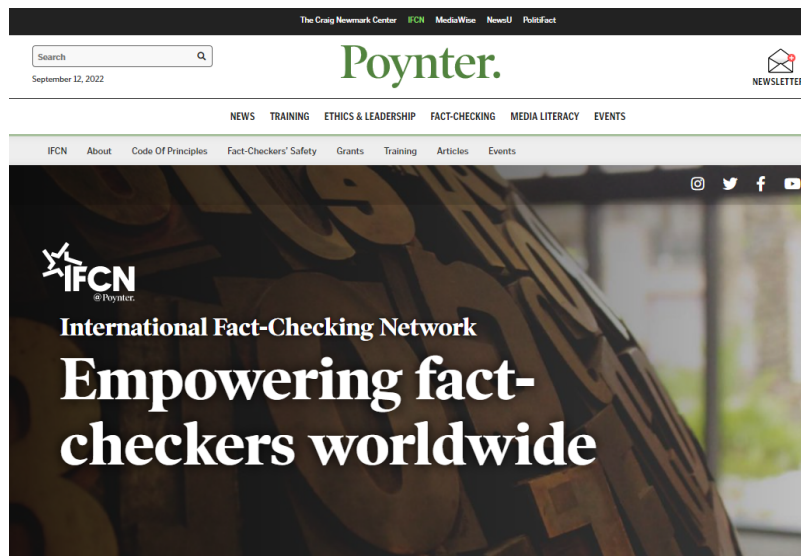 The Craig Newmark Center IFCN MediaWise NewsU PolitiFact
Search
September 12, 2022
Poynter.
NEWSLETTER
NEWS TRAINING ETHICS & LEADERSHIP FACT-CHECKING MEDIA LITERACY EVENTS
IFCN About Code Of Principles Fact-Checkers' Safety Grants Training Articles Events
IFCN
@Poynter.
International Fact-Checking Network
Empowering fact-
checkers worldwide